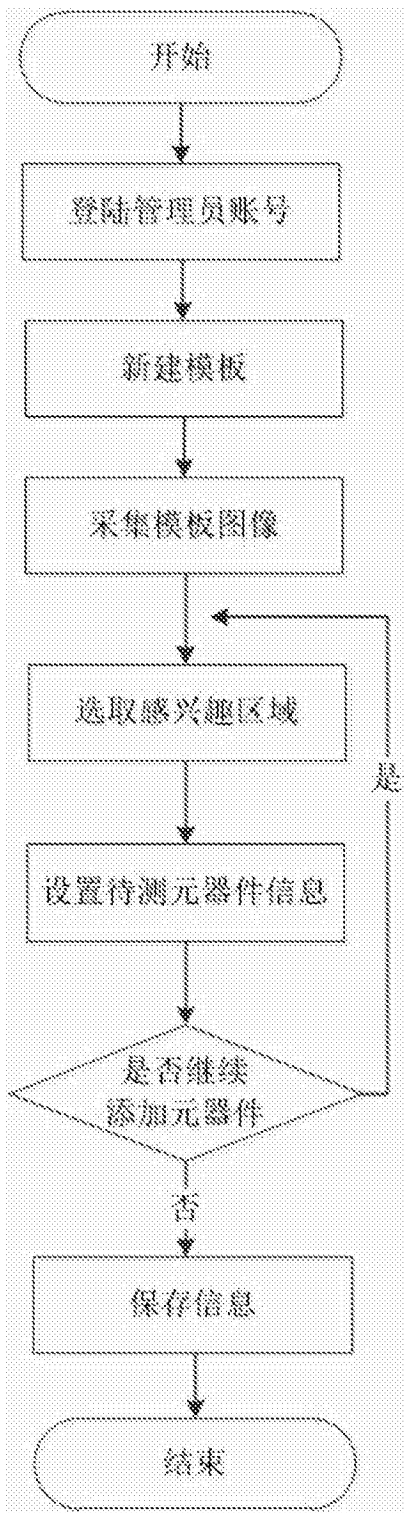 开始
登陆管理员账号
新建模板
采集模板图像
选取感兴趣区域
是
设置待测元器件信息
是否继续
添加元器件
否
保存信息
结束